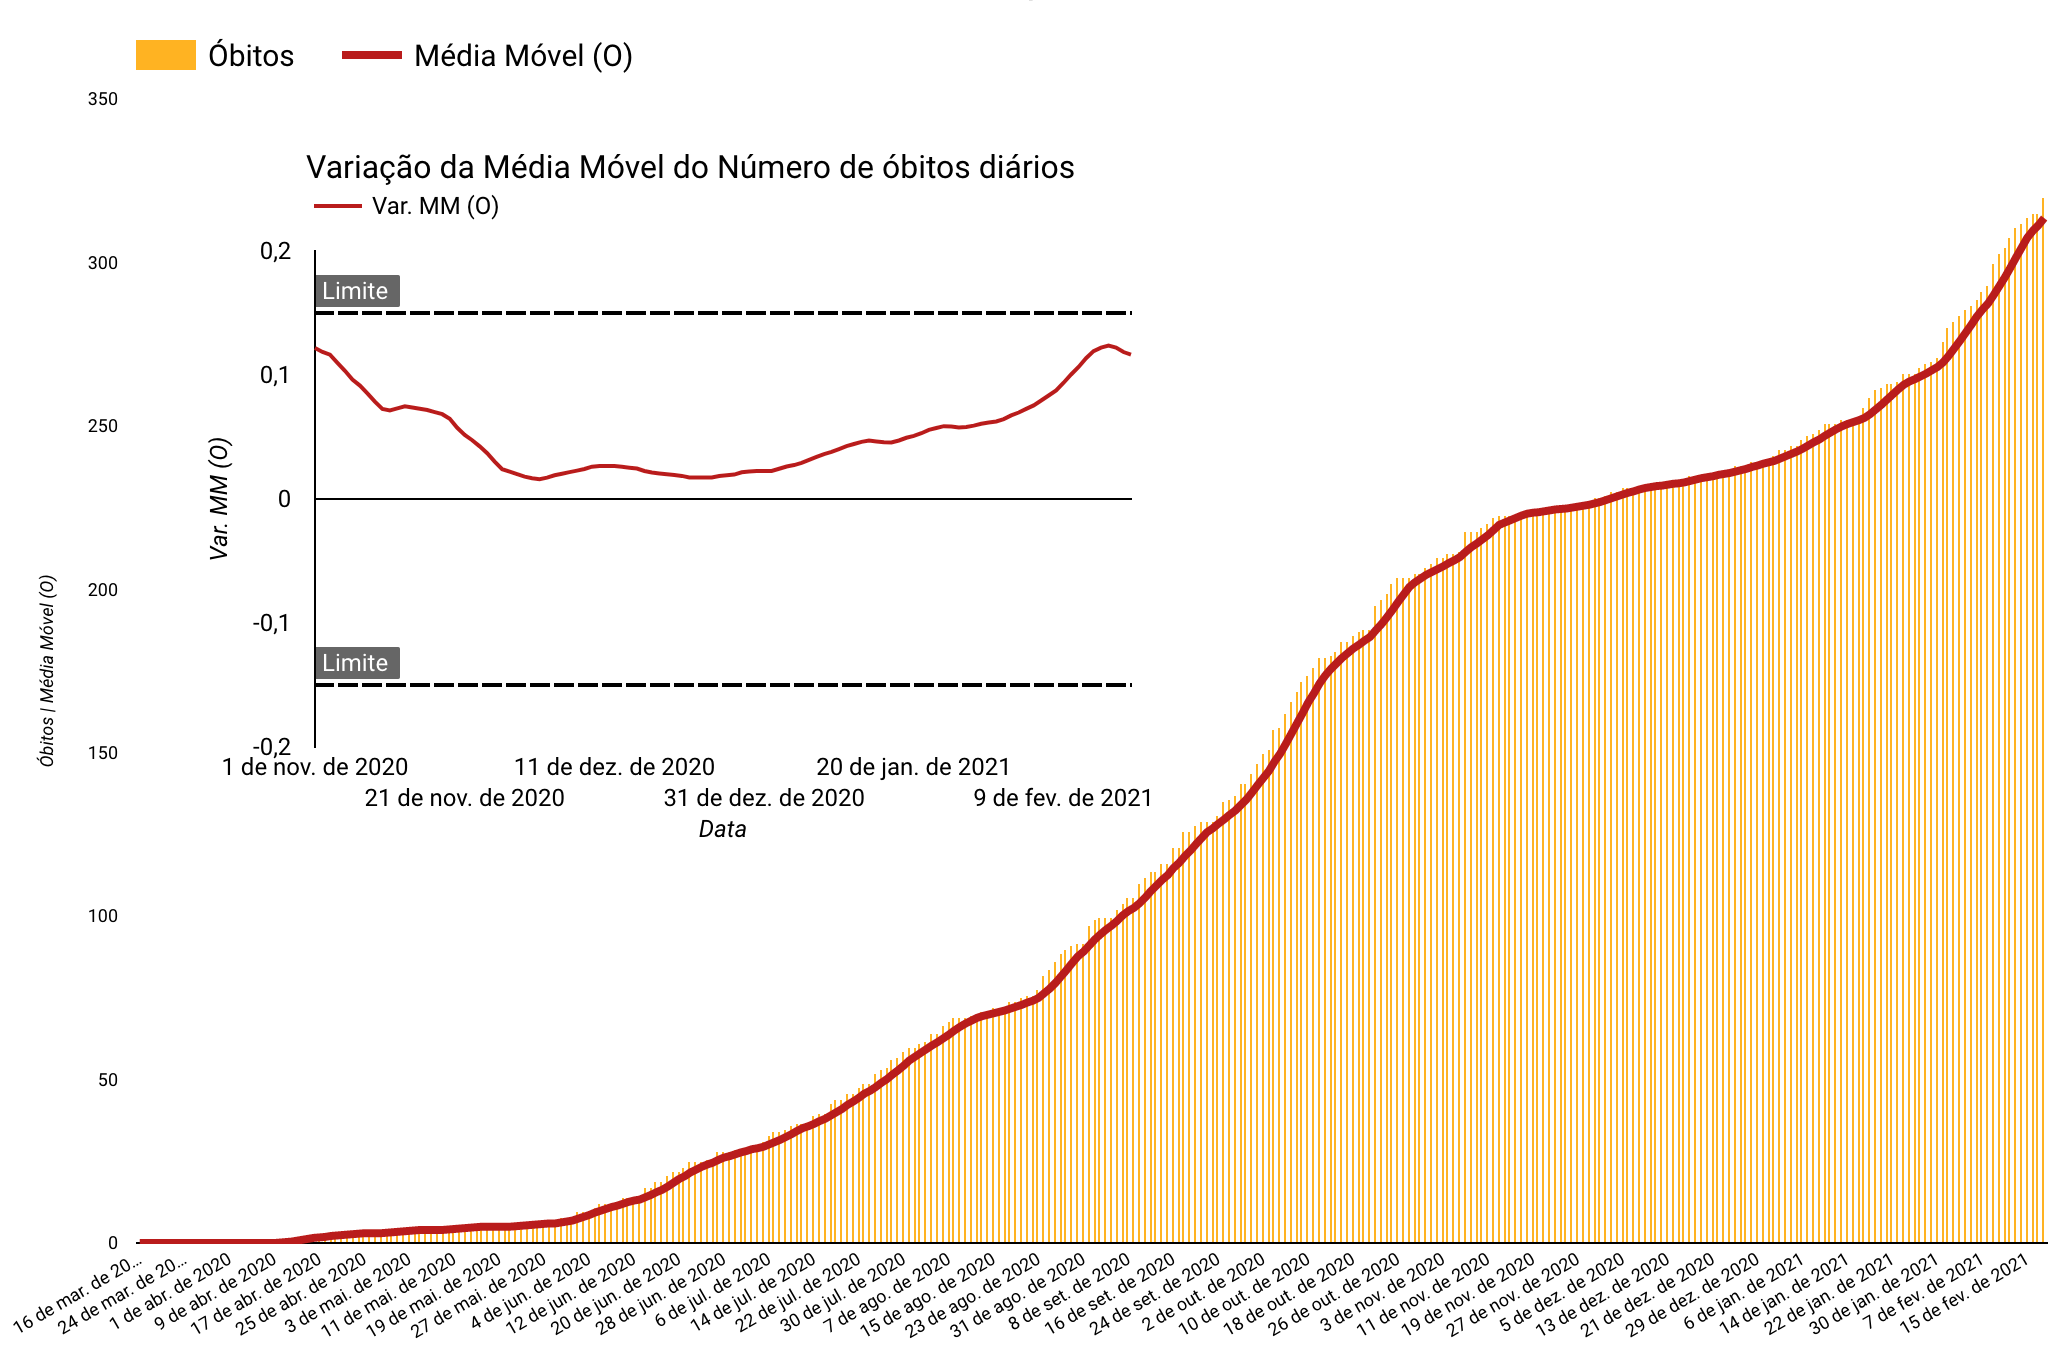 Óbitos
Média Móvel (O)
350
300
250
200
150
100
50
0
Óbitos | Média Móvel (O)
Variação da Média Móvel do Número de óbitos diários
Var. MM (O)
0,2
0,1
0
-0,1
-0,2
Limite
Limite
Var. MM (O)
1 de nov. de 2020
11 de dez. de 2020
20 de jan. de 2021
21 de nov. de 2020
31 de dez. de 2020
9 de fev. de 2021
Data
16 de mar. de 20…
24 de mar. de 20…
1 de abr. de 2020
9 de abr. de 2020
17 de abr. de 2020
25 de abr. de 2020
3 de mai. de 2020
11 de mai. de 2020
19 de mai. de 2020
27 de mai. de 2020
4 de jun. de 2020
12 de jun. de 2020
20 de jun. de 2020
28 de jun. de 2020
6 de jul. de 2020
14 de jul. de 2020
22 de jul. de 2020
30 de jul. de 2020
7 de ago. de 2020
15 de ago. de 2020
23 de ago. de 2020
31 de ago. de 2020
8 de set. de 2020
16 de set. de 2020
24 de set. de 2020
2 de out. de 2020
10 de out. de 2020
18 de out. de 2020
26 de out. de 2020
3 de nov. de 2020
11 de nov. de 2020
19 de nov. de 2020
27 de nov. de 2020
5 de dez. de 2020
13 de dez. de 2020
21 de dez. de 2020
29 de dez. de 2020
6 de jan. de 2021
14 de jan. de 2021
22 de jan. de 2021
30 de jan. de 2021
7 de fev. de 2021
15 de fev. de 2021